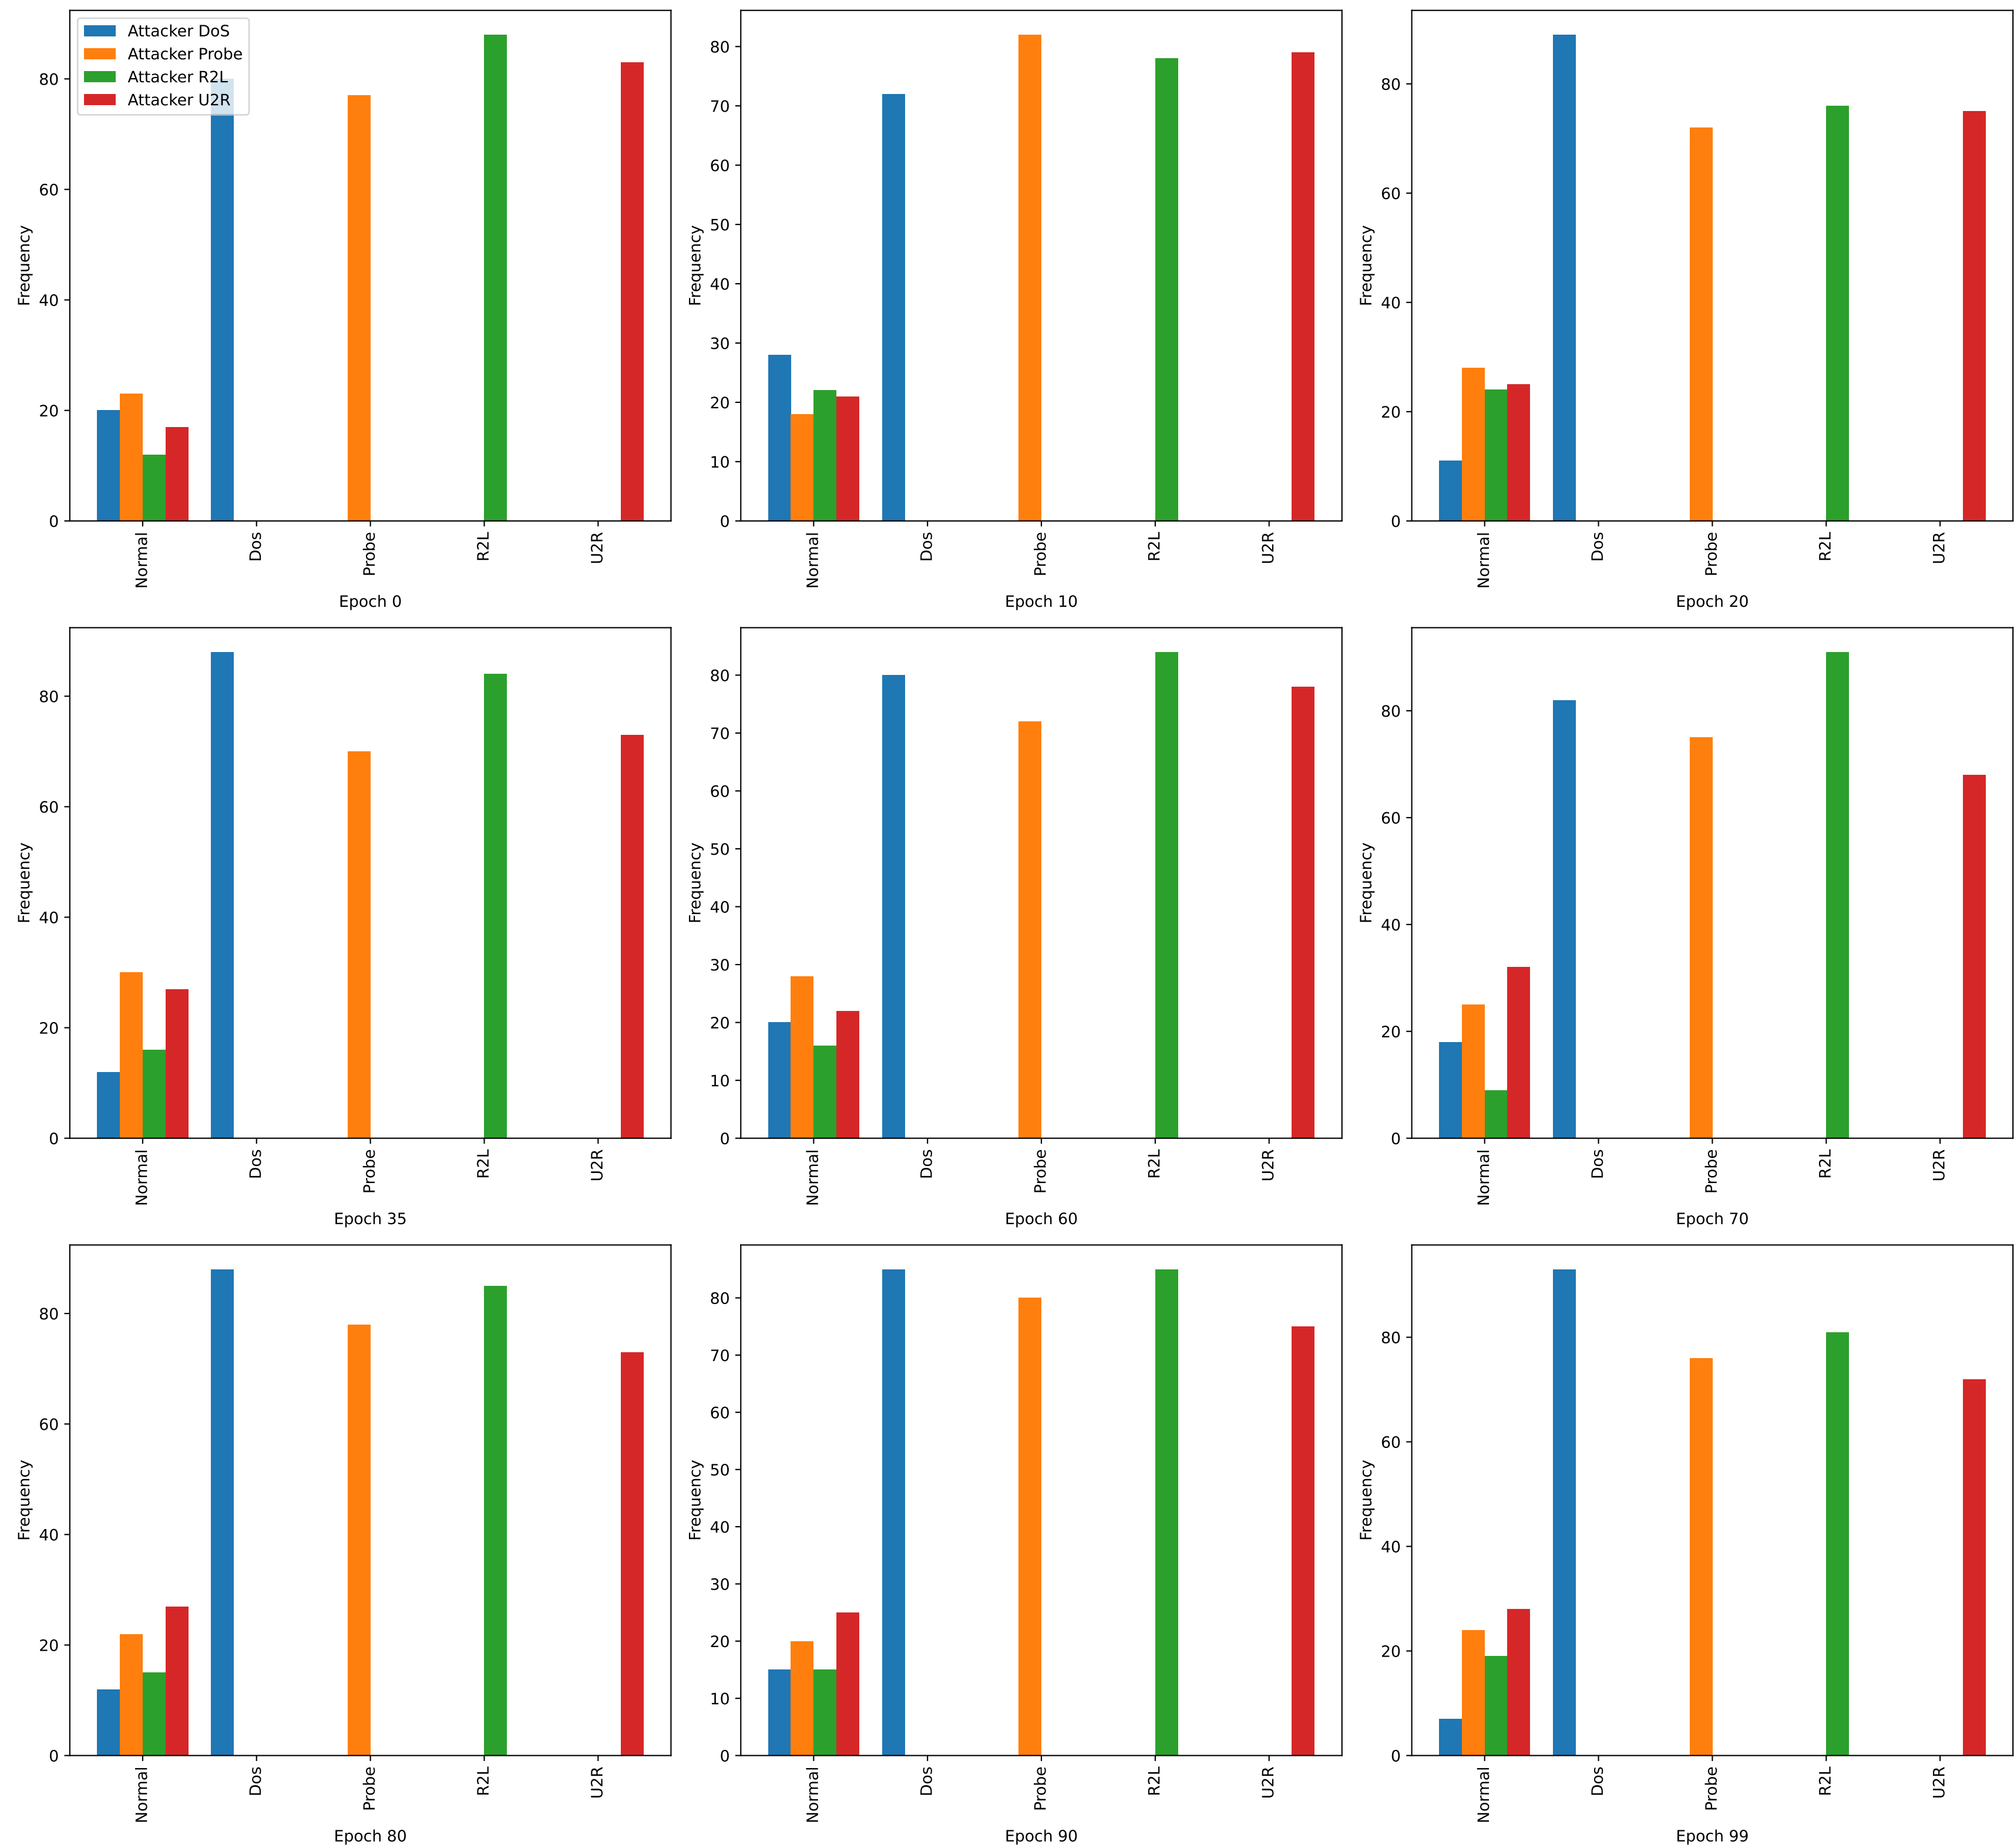 Attacker DoS
Attacker Probe
Attacker R2L
Attacker U2R
Frequency
80
60
40
20
0
Normal
Dos
Probe
R2L
U2R
Epoch 0
Frequency
80
70
60
50
40
30
20
10
0
Normal
Dos
Probe
R2L
U2R
Epoch 10
Frequency
80
60
40
20
0
Normal
Dos
Probe
R2L
U2R
Epoch 20
Frequency
80
60
40
20
0
Normal
Dos
Probe
R2L
U2R
Epoch 35
Frequency
80
70
60
50
40
30
20
10
0
Normal
Dos
Probe
R2L
U2R
Epoch 60
Frequency
80
60
40
20
0
Normal
Dos
Probe
R2L
U2R
Epoch 70
Frequency
80
60
40
20
0
Normal
Dos
Probe
R2L
U2R
Epoch 80
Frequency
80
70
60
50
40
30
20
10
0
Normal
Dos
Probe
R2L
U2R
Epoch 90
Frequency
80
60
40
20
0
Normal
Dos
Probe
R2L
U2R
Epoch 99